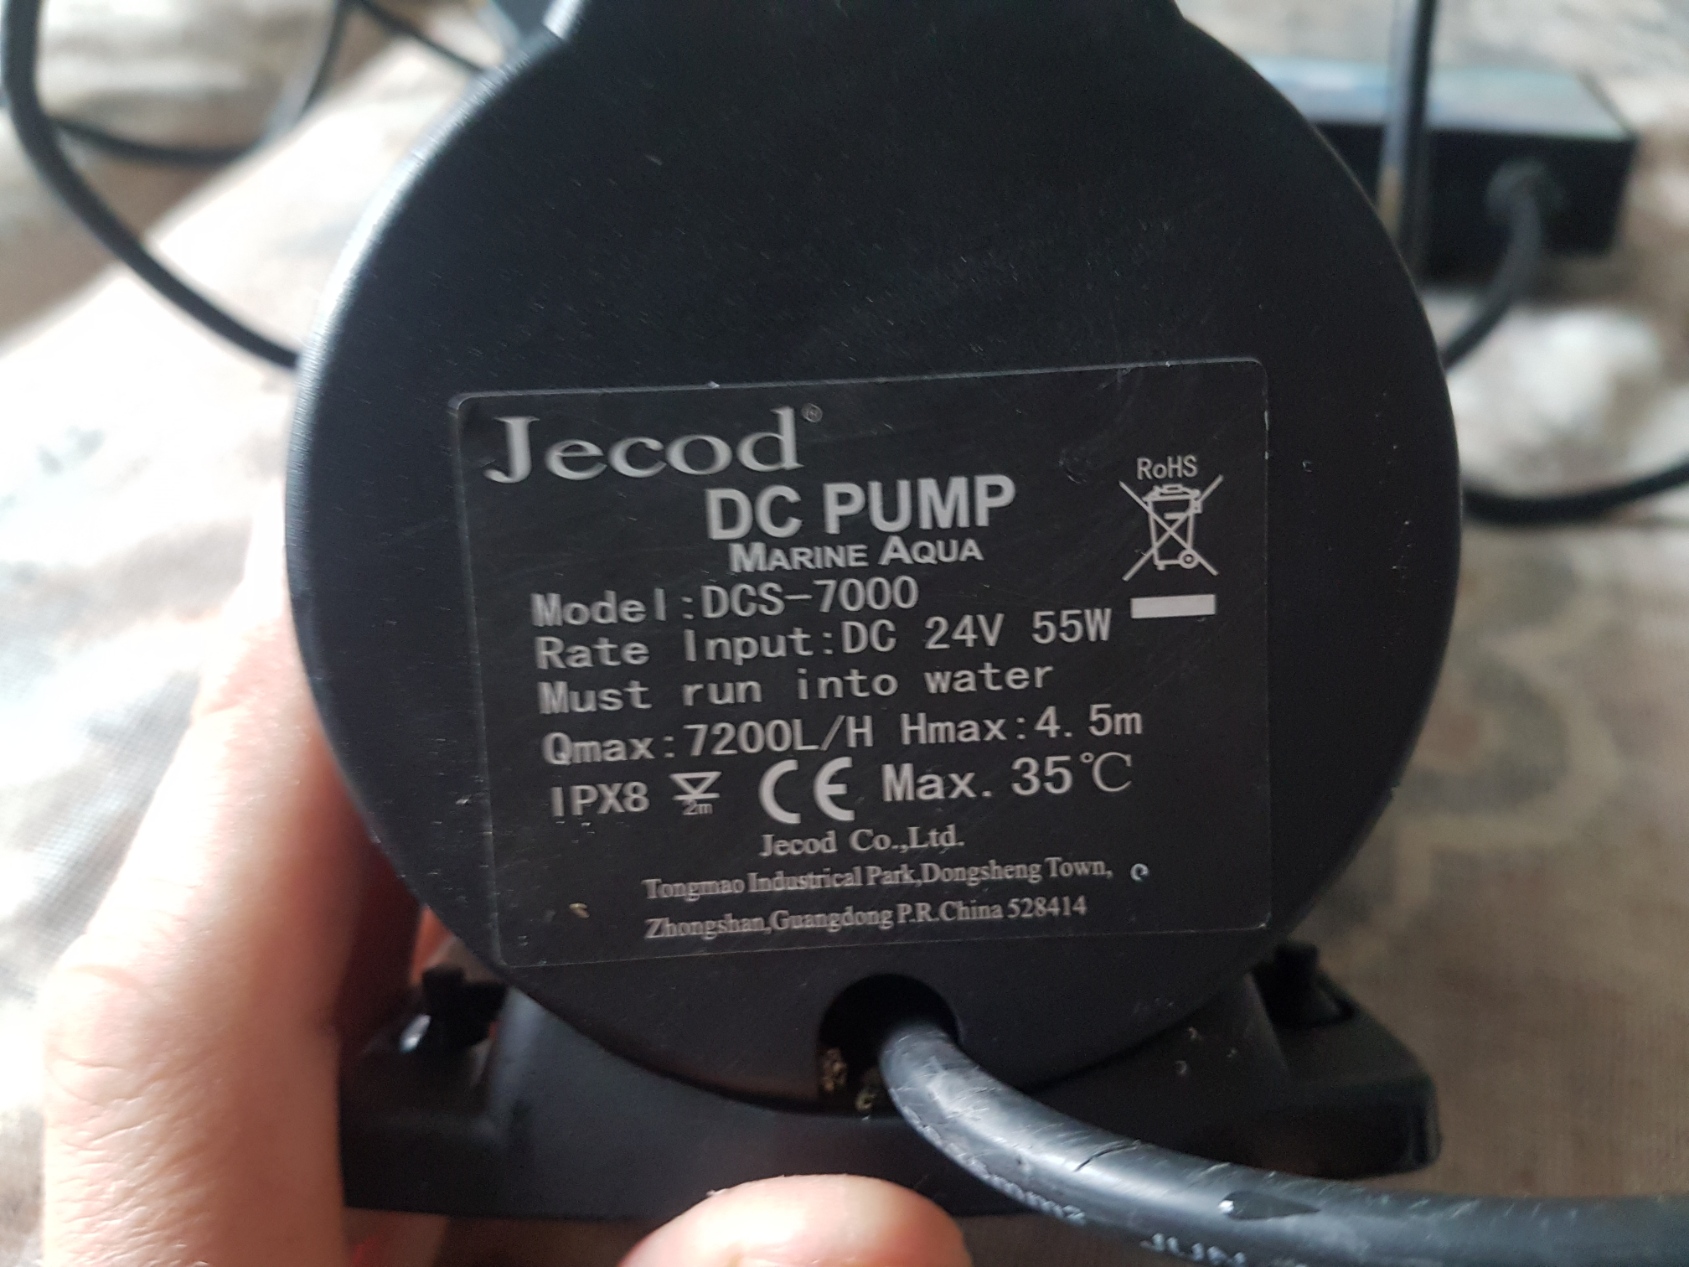 Jecod®
DC PUMP
MARINE AQUA
RoHS
Model:DCS-7000
Rate Input:DC 24V 55W
Must run into water
Qmax:7200L/H Hmax:4.5m
IPX8 2m CE Max. 35℃
Jecod Co.,Ltd.
Tongmao Industrical Park,Dongsheng Town,
Zhongshan,Guangdong P.R.China 528414